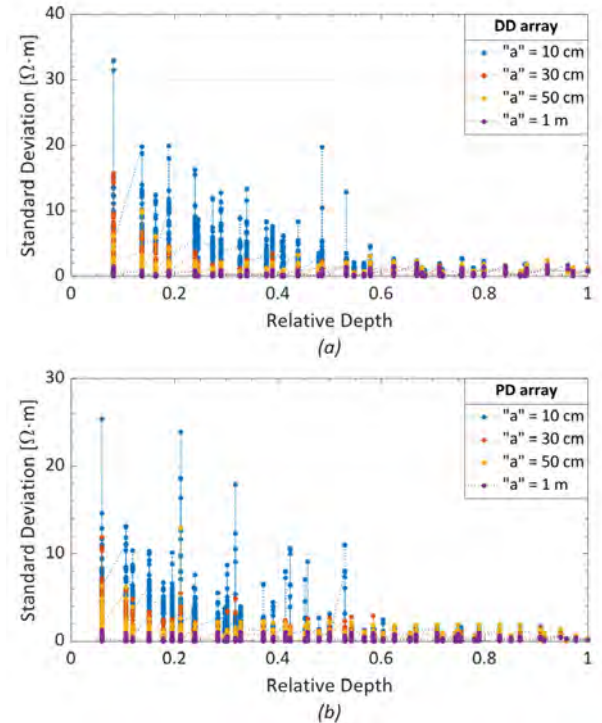 40
30
20
10
0
Standard Deviation [Ω·m]
DD array
"a" = 10 cm
"a" = 30 cm
"a" = 50 cm
"a" = 1 m
0
0.2
0.4
0.6
0.8
1
Relative Depth
(a)
30
20
10
0
Standard Deviation [Ω·m]
PD array
"a" = 10 cm
"a" = 30 cm
"a" = 50 cm
"a" = 1 m
0
0.2
0.4
0.6
0.8
1
Relative Depth
(b)